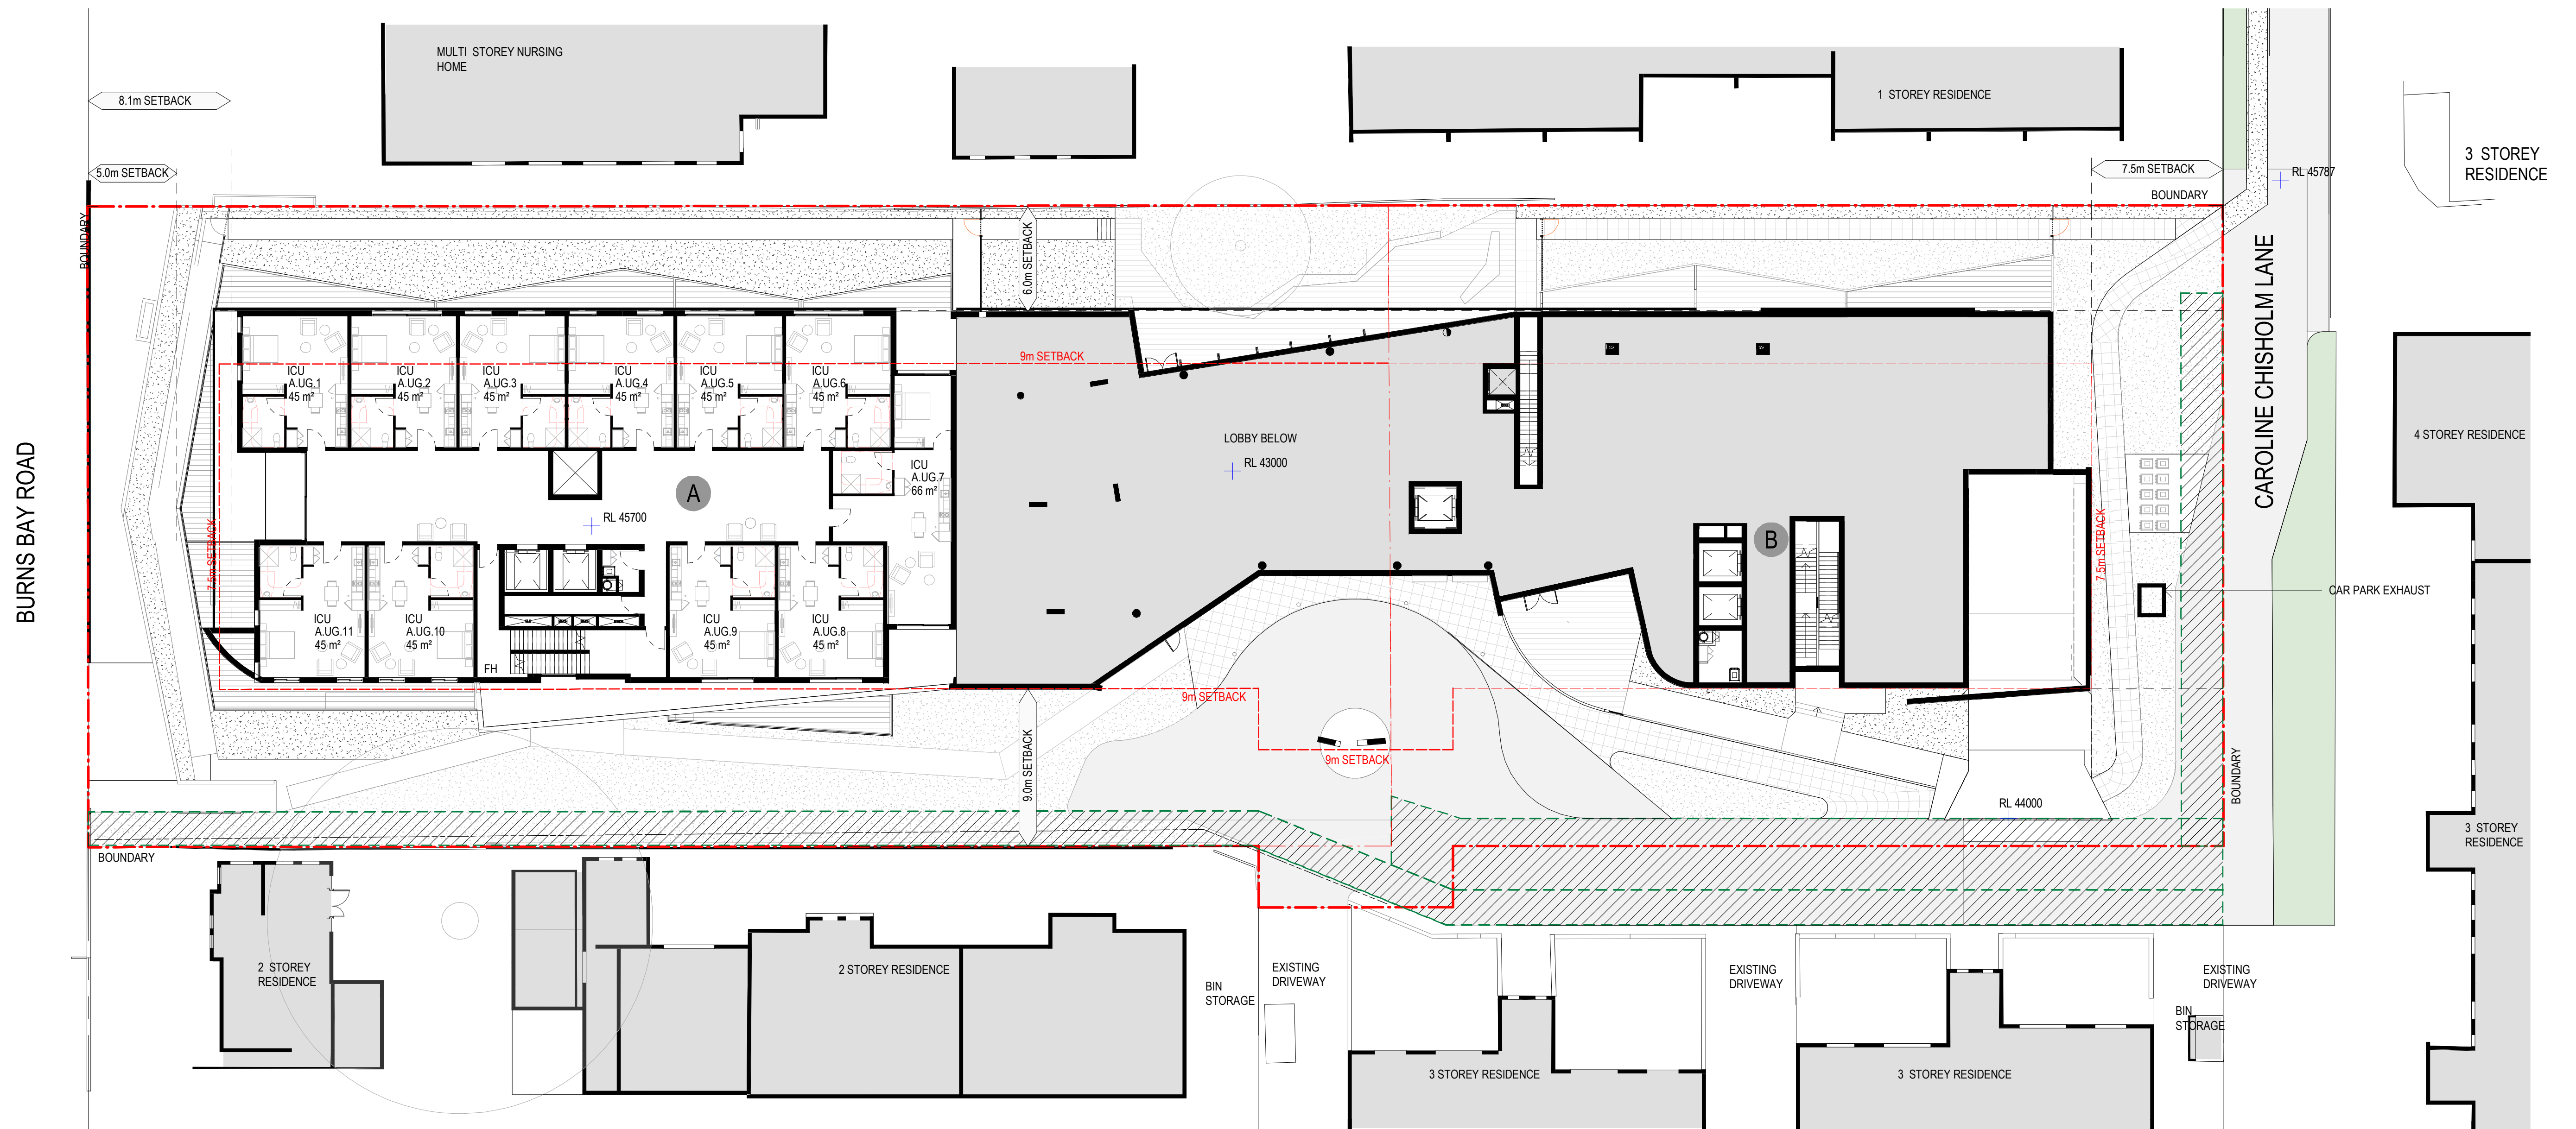 MULTI STOREY NURSING
HOME
8.1m SETBACK
1 STOREY RESIDENCE
5.0m SETBACK
7.5m SETBACK
RL 45787
3 STOREY
RESIDENCE
BOUNDARY
BOUNDARY
6.0m SETBACK
CAROLINE CHISHOLM LANE
9m SETBACK
ICU
A.UG.1
45 m²
ICU
A.UG.2
45 m²
ICU
A.UG.3
45 m²
ICU
A.UG.4
45 m²
ICU
A.UG.5
45 m²
ICU
A.UG.6
45 m²
LOBBY BELOW
RL 43000
4 STOREY RESIDENCE
ICU
A.UG.7
66 m²
A
RL 45700
B
BURNS BAY ROAD
7.5m SETBACK
7.5m SETBACK
CAR PARK EXHAUST
ICU
A.UG.11
45 m²
ICU
A.UG.10
45 m²
ICU
A.UG.9
45 m²
ICU
A.UG.8
45 m²
FH
9m SETBACK
9.0m SETBACK
9m SETBACK
BOUNDARY
RL 44000
BOUNDARY
3 STOREY
RESIDENCE
2 STOREY
RESIDENCE
2 STOREY RESIDENCE
BIN
STORAGE
EXISTING
DRIVEWAY
EXISTING
DRIVEWAY
EXISTING
DRIVEWAY
BIN
STORAGE
3 STOREY RESIDENCE
3 STOREY RESIDENCE